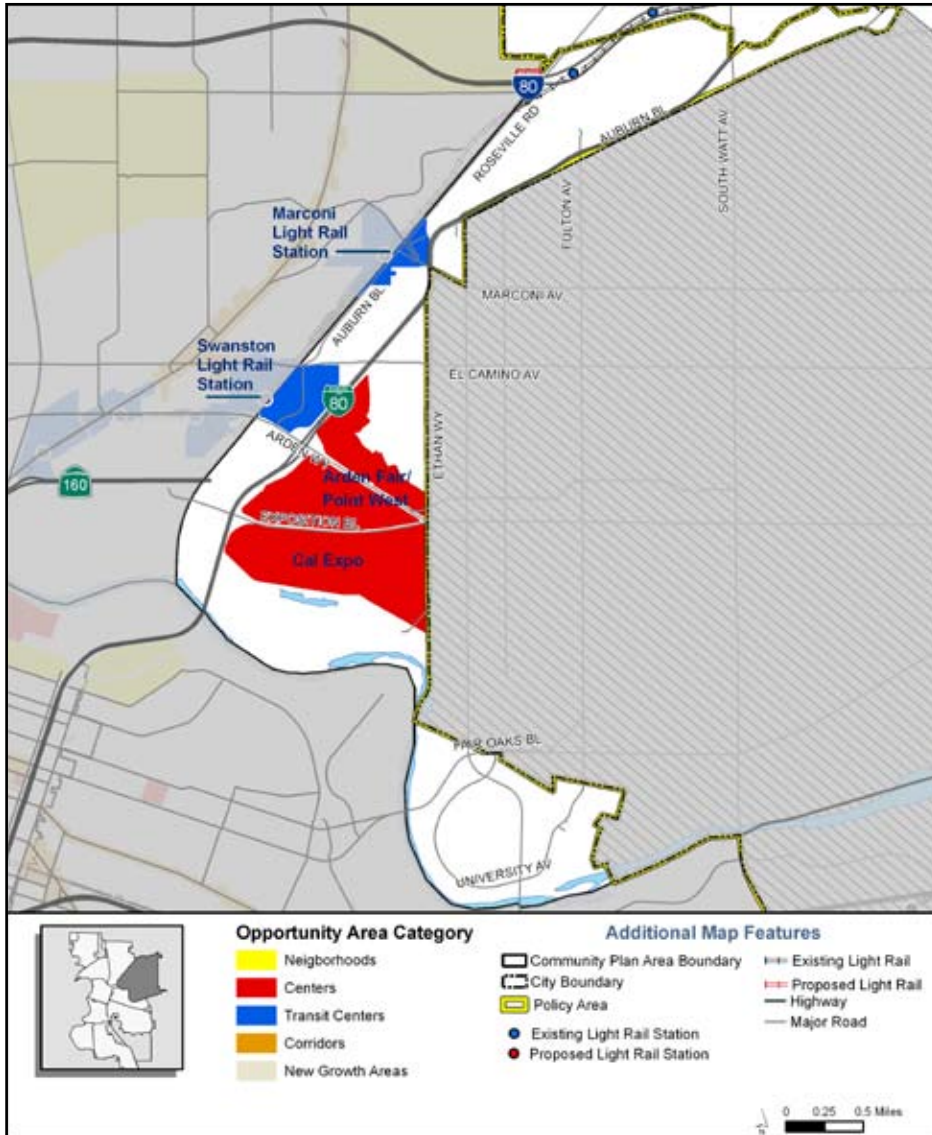 80
ROSEVILLE RD
AUBURN BL
SOUTH WATT AV
FULTON AV
Marconi
Light Rail
Station
MARCONI AV
AUBURN BL
Swanston
Light Rail
Station
EL CAMINO AV
80
ETHAN WY
ARDEN WY
Arden Fair/
Point West
160
EXPOSITION BL
Cal Expo
FAIR OAKS BL
UNIVERSITY AV
Opportunity Area Category
Neigborhoods
Centers
Transit Centers
Corridors
New Growth Areas
Additional Map Features
Community Plan Area Boundary
City Boundary
Policy Area
Existing Light Rail Station
Proposed Light Rail Station
Existing Light Rail
Proposed Light Rail
Highway
Major Road
0 0.25 0.5 Miles